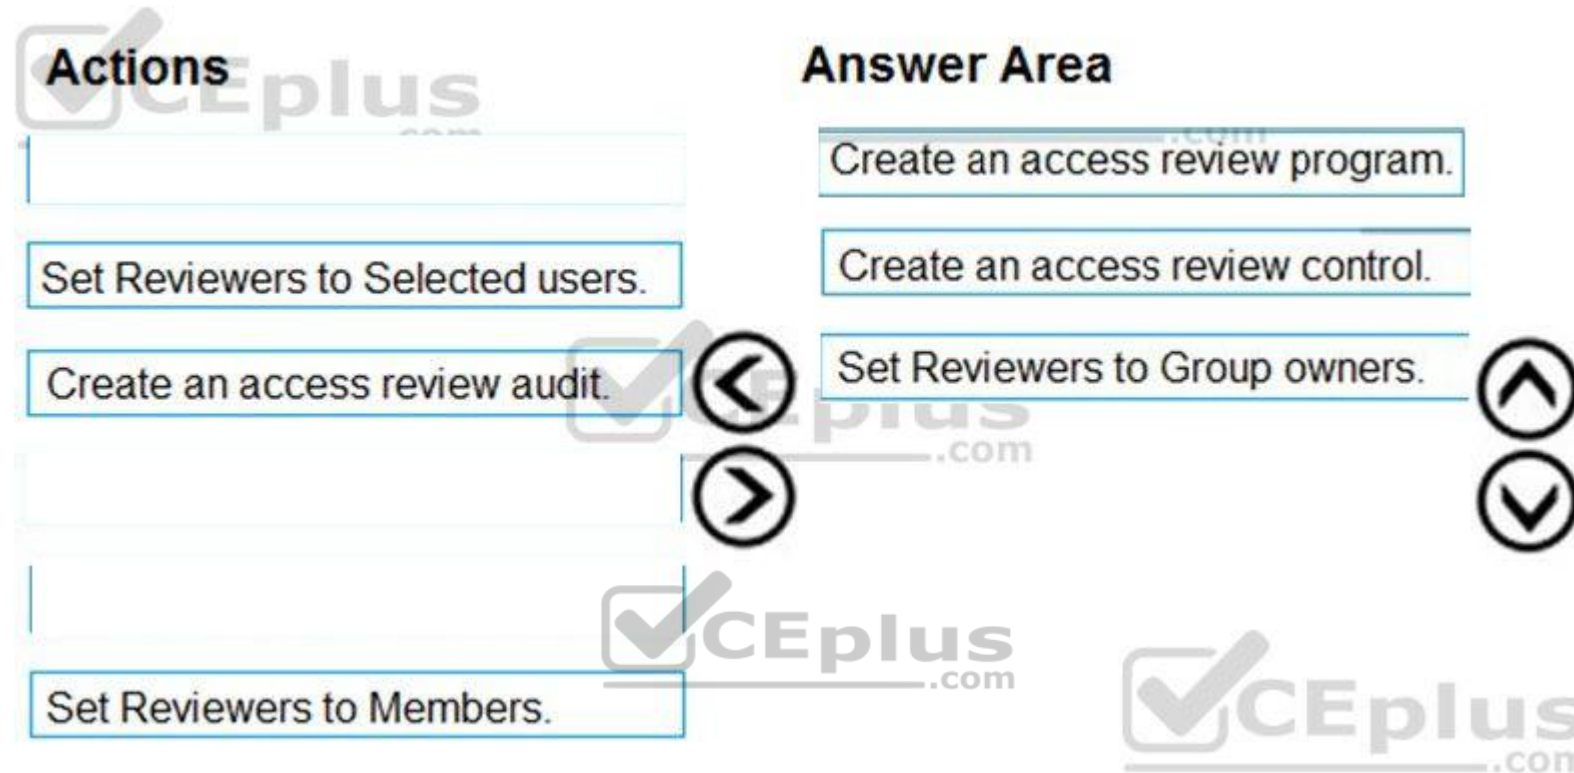 Actions
CEplus
.com
Set Reviewers to Selected users.
Create an access review audit.
Set Reviewers to Members.
Answer Area
.com
Create an access review program.
Create an access review control.
Set Reviewers to Group owners.
CEplus
.com
CEplus
.com
CEplus
.com